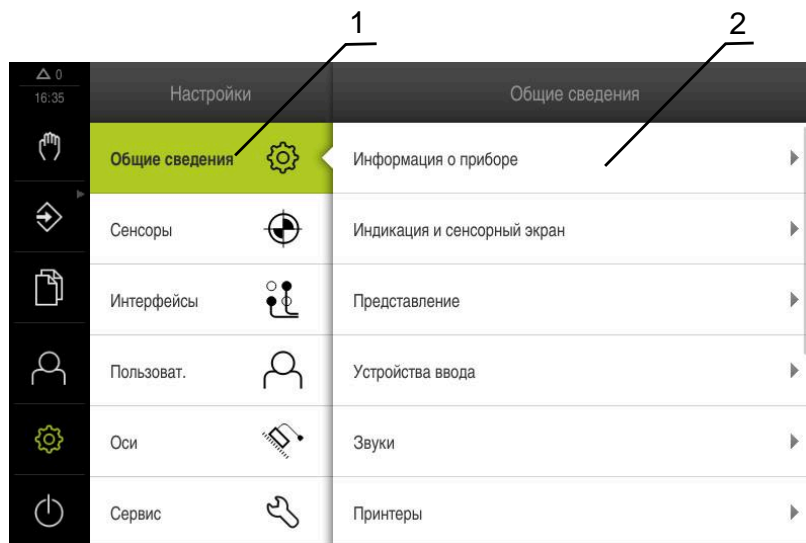 1
2
0
16:35
Настройки
Общие сведения
Общие сведения
Информация о приборе
Сенсоры
Индикация и сенсорный экран
Интерфейсы
Представление
Пользоват.
Устройства ввода
Оси
Звуки
Сервис
Принтеры